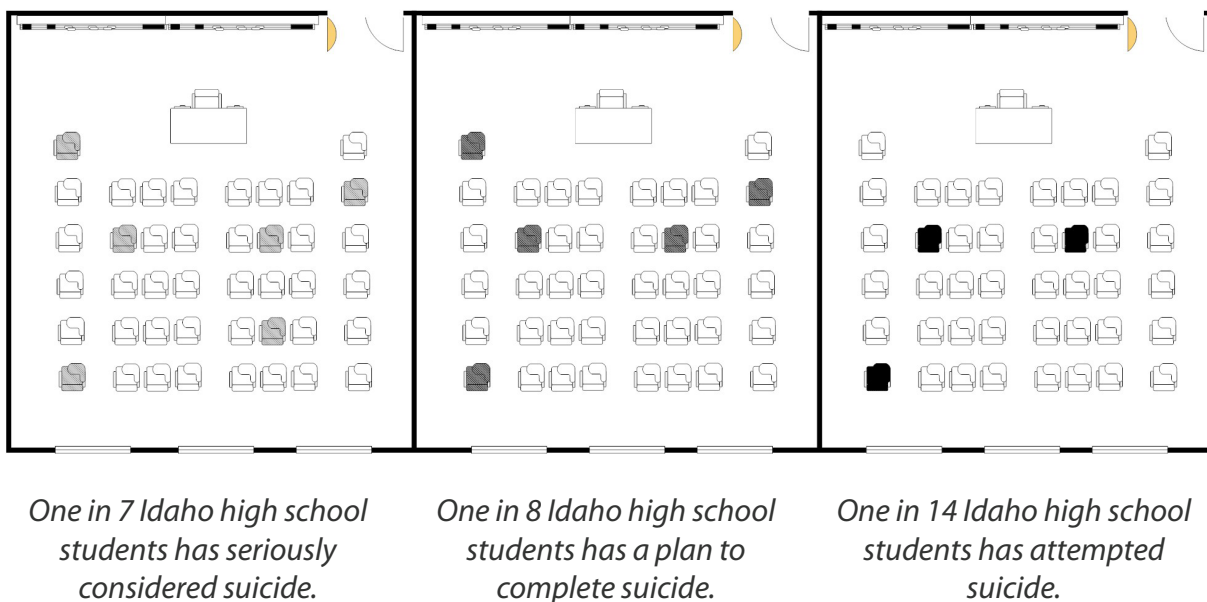 One in 7 Idaho high school
students has seriously
considered suicide.
One in 8 Idaho high school
students has a plan to
complete suicide.
One in 14 Idaho high school
students has attempted
suicide.